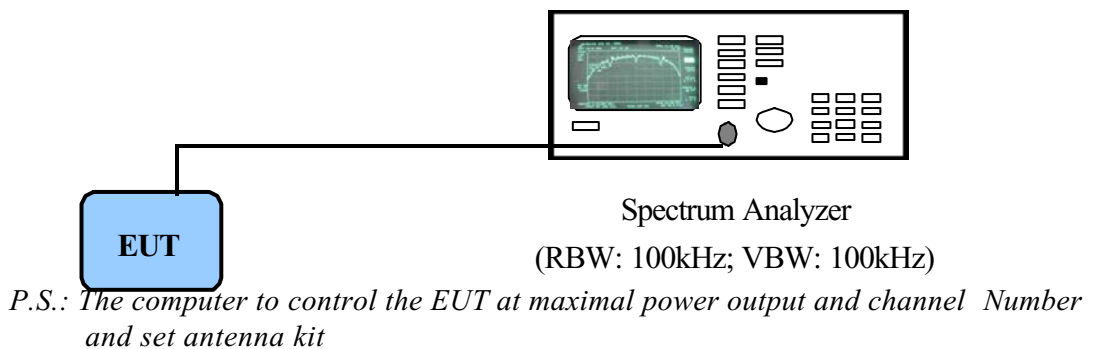 EUT
Spectrum Analyzer
(RBW: 100kHz; VBW: 100kHz)
P.S.: The computer to control the EUT at maximal power output and channel Number
and set antenna kit